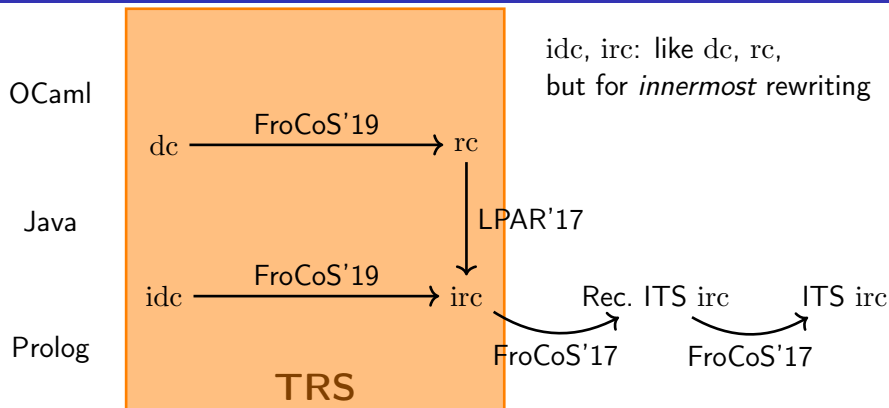 idc, irc: like dc, rc,
but for innermost rewriting
OCaml
FroCoS'19
dc
rc
Java
LPAR'17
FroCoS'19
idc
irc
Rec. ITS irc
ITS irc
Prolog
FroCoS'17
FroCoS'17
TRS